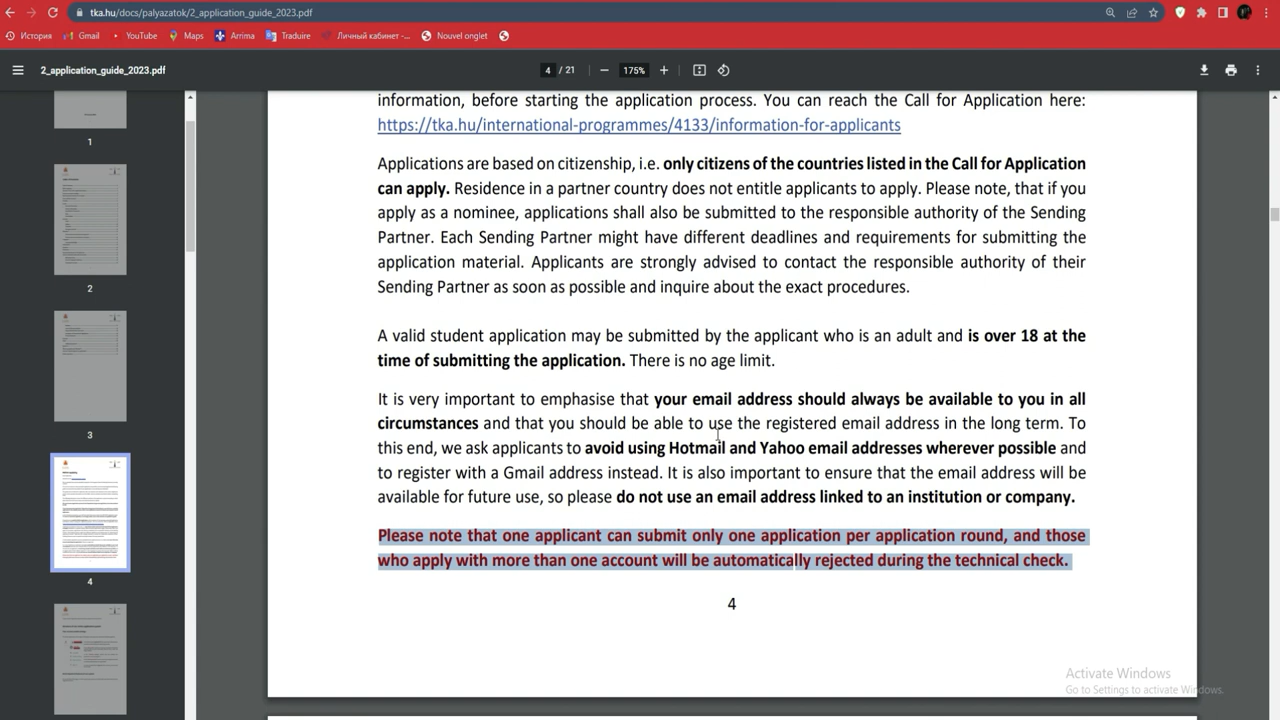 tka.hu/docs/palyazatok/2_application_guide_2023.pdf
История Gmail YouTube Maps Arrima Traduire Личный кабинет -... Nouvel onglet
2_application_guide_2023.pdf 4 / 21 175%
information, before starting the application process. You can reach the Call for Application here:
https://tka.hu/international-programmes/4133/information-for-applicants
Applications are based on citizenship, i.e. only citizens of the countries listed in the Call for Application
can apply. Residence in a partner country does not entitle applicants to apply. Please note, that if you
apply as a nominee, applications shall also be submitted to the responsible authority of the Sending
Partner. Each Sending Partner might have different deadlines and requirements for submitting the
application material. Applicants are strongly advised to contact the responsible authority of their
Sending Partner as soon as possible and inquire about the exact procedures.
A valid student application may be submitted by the applicant who is an adult and is over 18 at the
time of submitting the application. There is no age limit.
It is very important to emphasise that your email address should always be available to you in all
circumstances and that you should be able to use the registered email address in the long term. To
this end, we ask applicants to avoid using Hotmail and Yahoo email addresses wherever possible and
to register with a Gmail address instead. It is also important to ensure that the email address will be
available for future use, so please do not use an email address linked to an institution or company.
Please note that one applicant can submit only one application per application round, and those
who apply with more than one account will be automatically rejected during the technical check.
4
1
2
3
4
Activate Windows
Go to Settings to activate Windows.